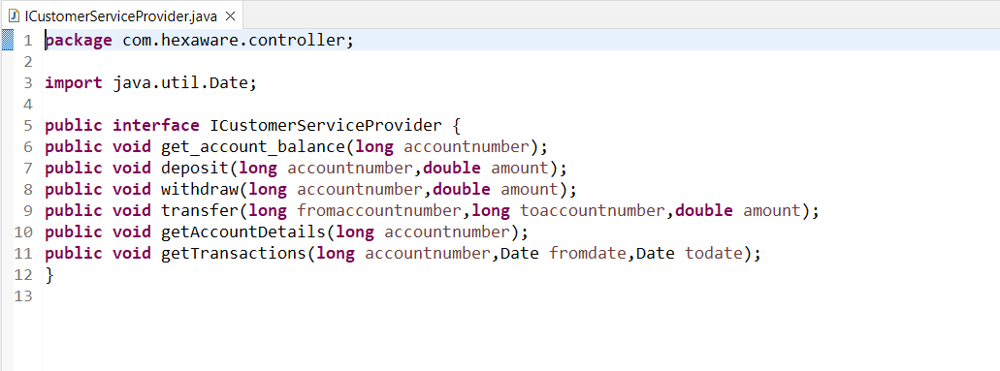 ICustomerServiceProvider.java ×
1 package com.hexaware.controller;
2
3 import java.util.Date;
4
5 public interface ICustomerServiceProvider {
6 public void get_account_balance(long accountnumber);
7 public void deposit(long accountnumber,double amount);
8 public void withdraw(long accountnumber,double amount);
9 public void transfer(long fromaccountnumber,long toaccountnumber,double amount);
10 public void getAccountDetails(long accountnumber);
11 public void getTransactions(long accountnumber,Date fromdate,Date todate);
12 }
13